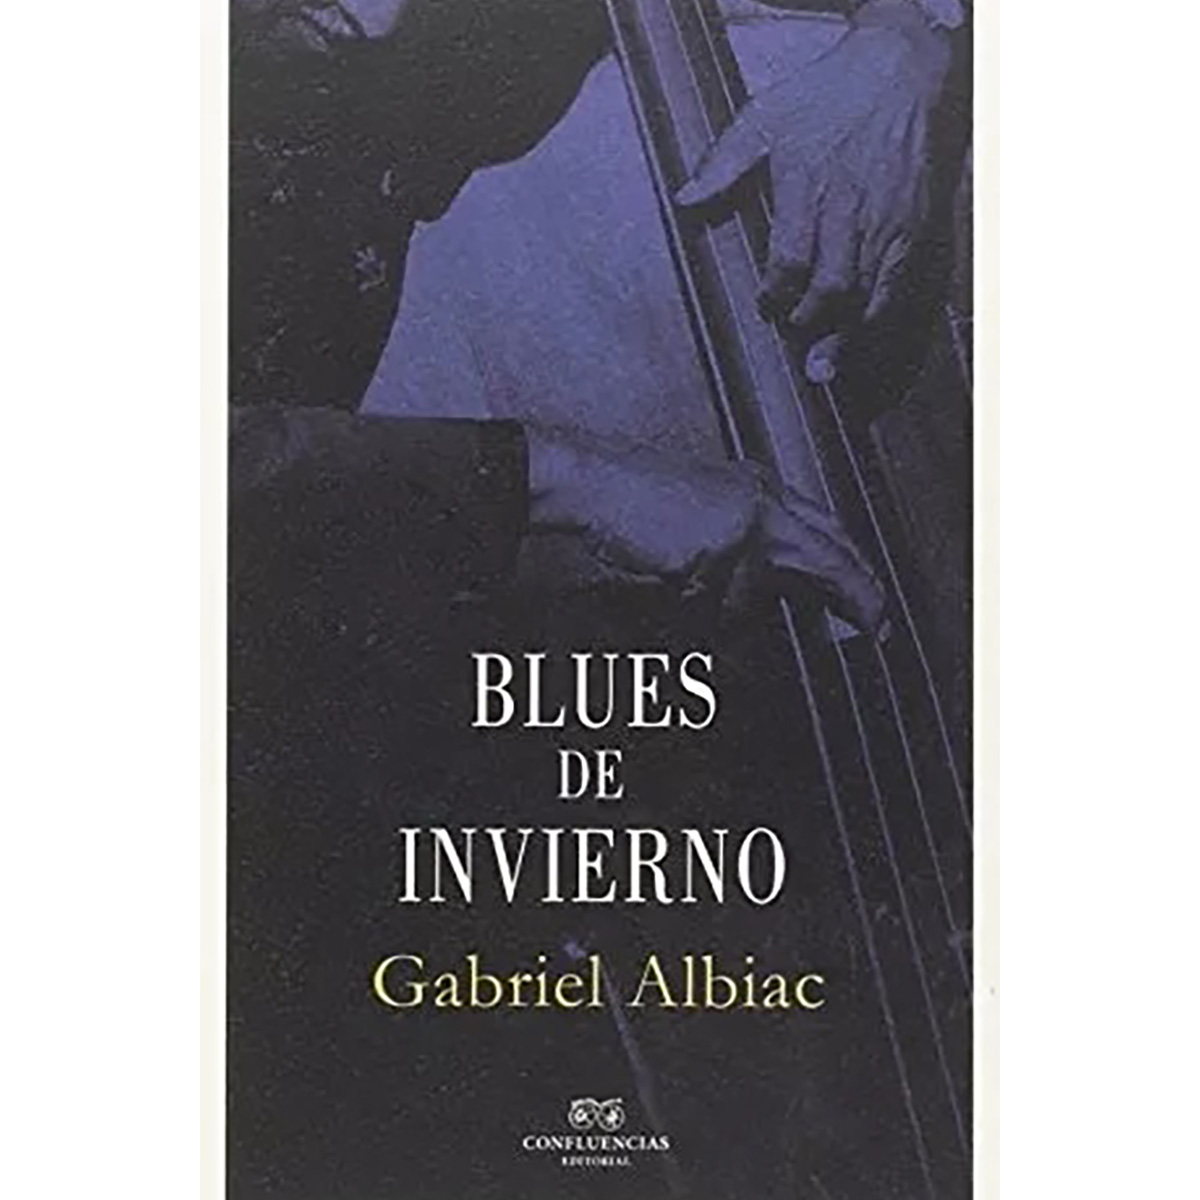 BLUES
DE
INVIERNO
Gabriel Albiac
CONFLUENCIAS
EDITORIAL